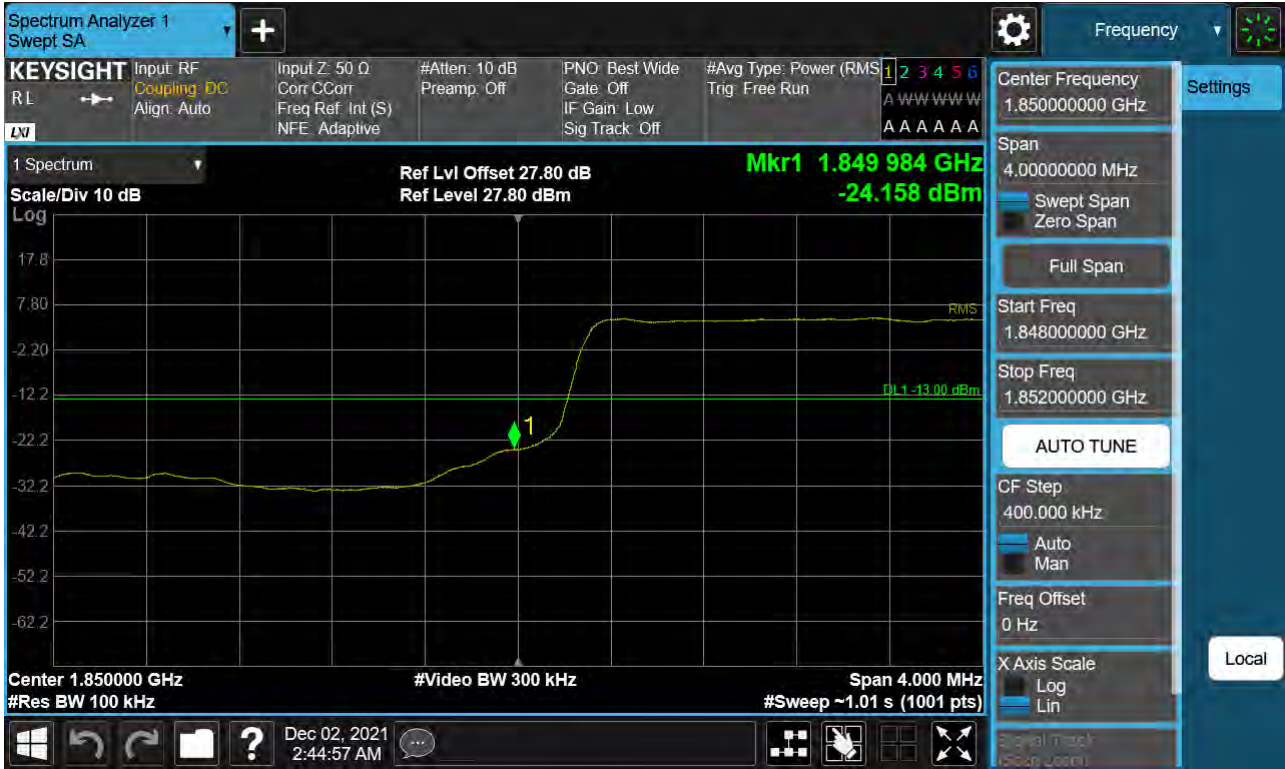 Spectrum Analyzer 1
Swept SA
Frequency
KEYSIGHT
R L
LXI
Input: RF
Coupling: DC
Align: Auto
Input Z: 50 Ω
Corr CCorr
Freq Ref: Int (S)
NFE: Adaptive
#Atten: 10 dB
Preamp: Off
PNO: Best Wide
Gate: Off
IF Gain: Low
Sig Track: Off
#Avg Type: Power (RMS
Trig: Free Run
1 2 3 4 5 6
A W W W W W
A A A A A A
1 Spectrum
Scale/Div 10 dB
Log
Ref Lvl Offset 27.80 dB
Ref Level 27.80 dBm
Mkr1 1.849 984 GHz
-24.158 dBm
17.8
7.80
-2.20
-12.2
-22.2
-32.2
-42.2
-52.2
-62.2
RMS
DL1 -13.00 dBm
1
Center 1.850000 GHz
#Res BW 100 kHz
#Video BW 300 kHz
Span 4.000 MHz
#Sweep ~1.01 s (1001 pts)
Center Frequency
1.850000000 GHz
Span
4.00000000 MHz
Swept Span
Zero Span
Full Span
Start Freq
1.848000000 GHz
Stop Freq
1.852000000 GHz
AUTO TUNE
CF Step
400.000 kHz
Auto
Man
Freq Offset
0 Hz
X Axis Scale
Log
Lin
Signal Track
(Span Zoom)
Settings
Local
?
Dec 02, 2021
2:44:57 AM